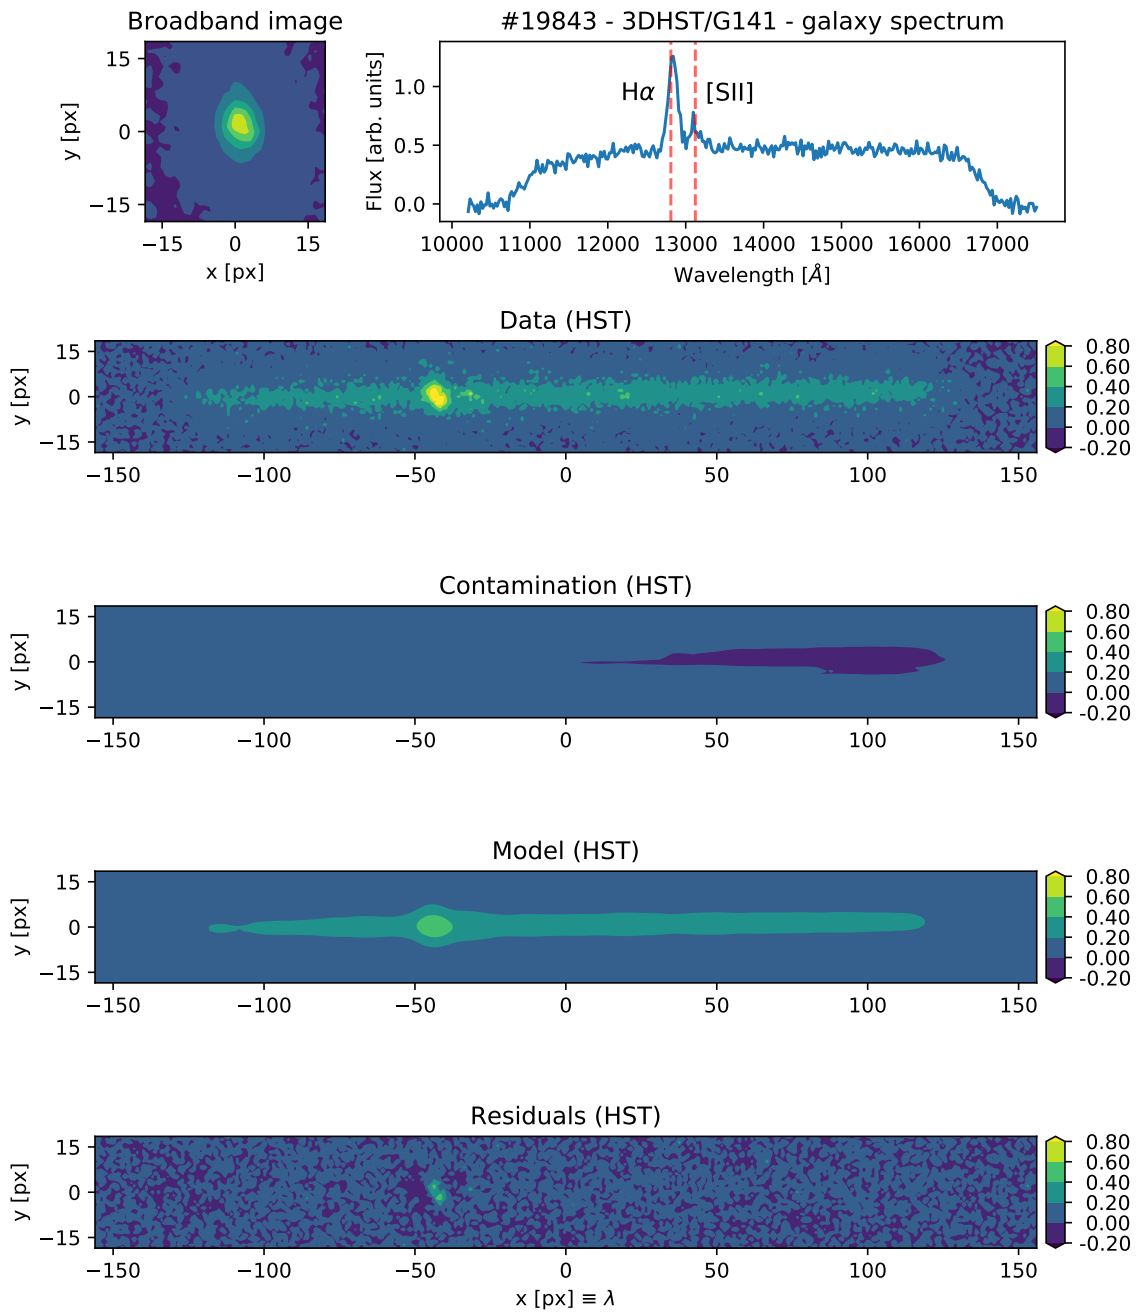 Broadband image
15
0
−15
y [px]
−15 0 15
x [px]
#19843 - 3DHST/G141 - galaxy spectrum
Flux [arb. units]
1.0
0.5
0.0
Hα [SII]
10000 11000 12000 13000 14000 15000 16000 17000
Wavelength [Å]
Data (HST)
y [px]
15
0
−15
−150 −100 −50 0 50 100 150
0.80
0.60
0.40
0.20
0.00
-0.20
Contamination (HST)
y [px]
15
0
−15
−150 −100 −50 0 50 100 150
0.80
0.60
0.40
0.20
0.00
-0.20
Model (HST)
y [px]
15
0
−15
−150 −100 −50 0 50 100 150
0.80
0.60
0.40
0.20
0.00
-0.20
Residuals (HST)
y [px]
15
0
−15
−150 −100 −50 0 50 100 150
0.80
0.60
0.40
0.20
0.00
-0.20
x [px] ≡ λ